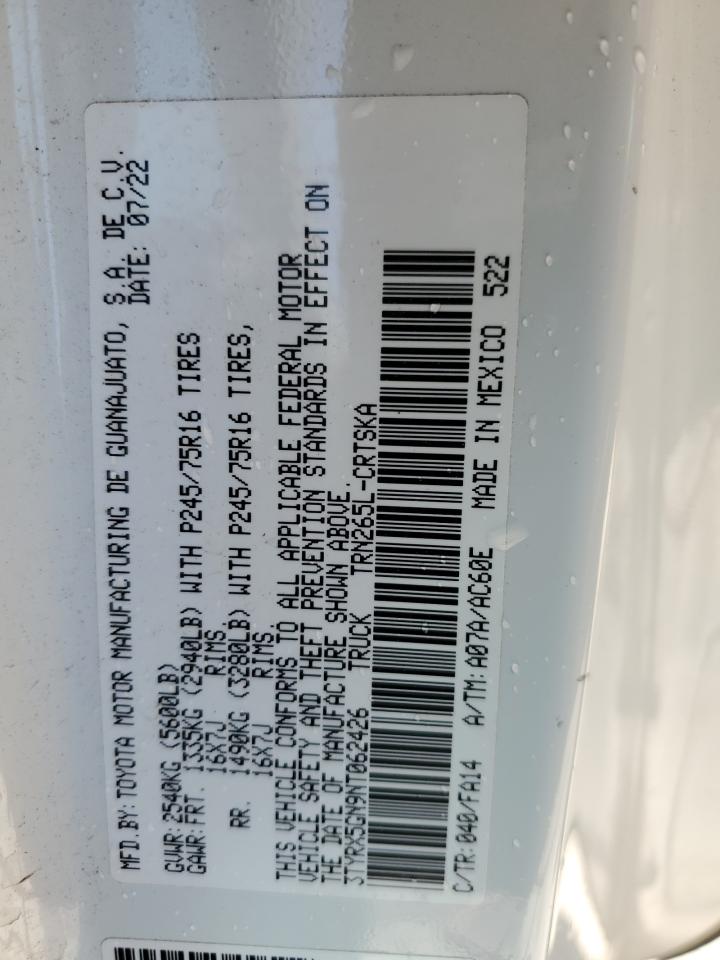 MFD.BY:TOYOTA MOTOR MANUFACTURING DE GUANAJUATO, S.A. DE C.V.
DATE: 07/22
GVWR:2540KG (5600LB)
GAWR:FRT. 1335KG (2940LB) WITH P245/75R16 TIRES
16X7J RIMS.
RR. 1490KG (3280LB) WITH P245/75R16 TIRES,
16X7J RIMS.
THIS VEHICLE CONFORMS TO ALL APPLICABLE FEDERAL MOTOR
VEHICLE SAFETY AND THEFT PREVENTION STANDARDS IN EFFECT ON
THE DATE OF MANUFACTURE SHOWN ABOVE.
3TYRX5GN9NT062426 TRUCK TRN265L-CRTSKA
C/TR:040/FA14 A/TM:A07A/AC60E MADE IN MEXICO 522